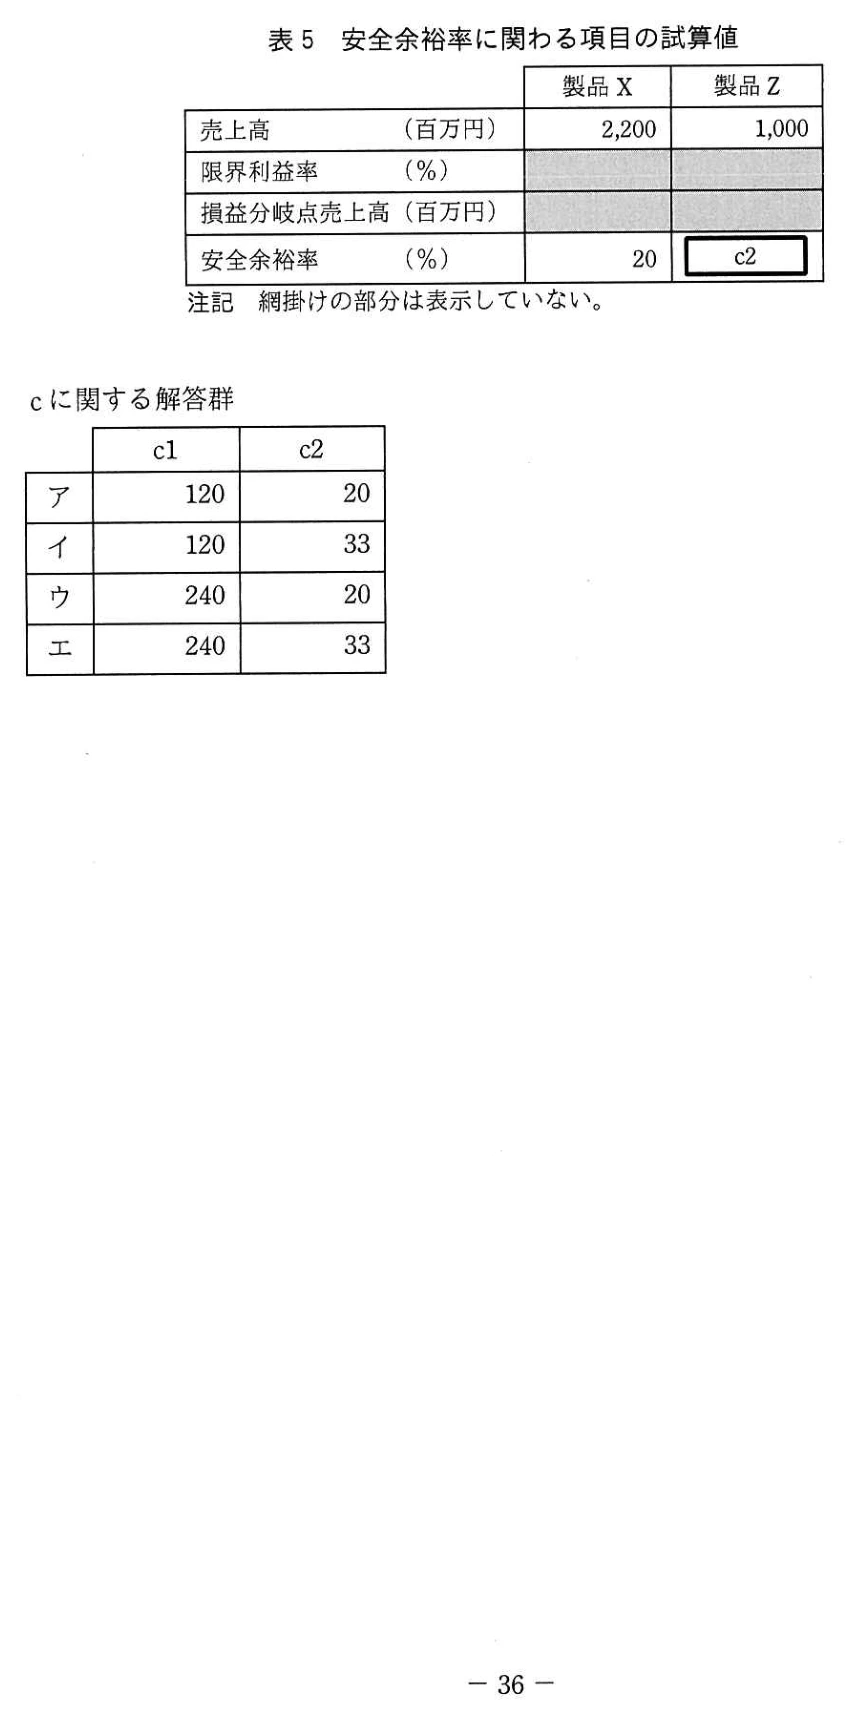 表5 安全余裕率に関わる項目の試算値
製品 X 製品 Z
売上高 (百万円) 2,200 1,000
限界利益率 (%)
損益分岐点売上高 (百万円)
安全余裕率 (%) 20 c2
注記 網掛けの部分は表示していない。
c に関する解答群
c1 c2
ア 120 20
イ 120 33
ウ 240 20
エ 240 33
− 36 −